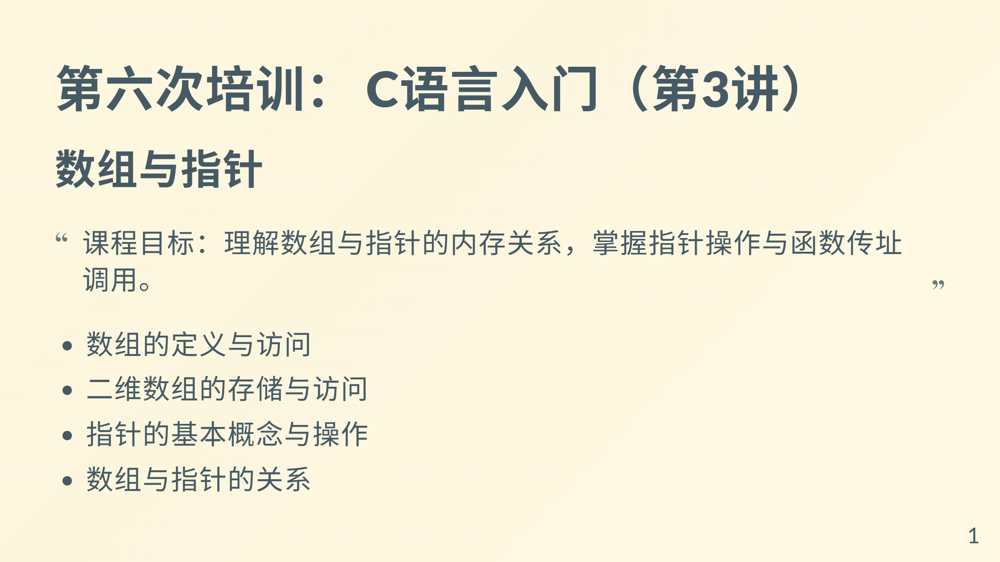 第六次培训： C语言入门（第3讲）
数组与指针
“ 课程目标：理解数组与指针的内存关系，掌握指针操作与函数传址
调用。 ”
• 数组的定义与访问
• 二维数组的存储与访问
• 指针的基本概念与操作
• 数组与指针的关系
1